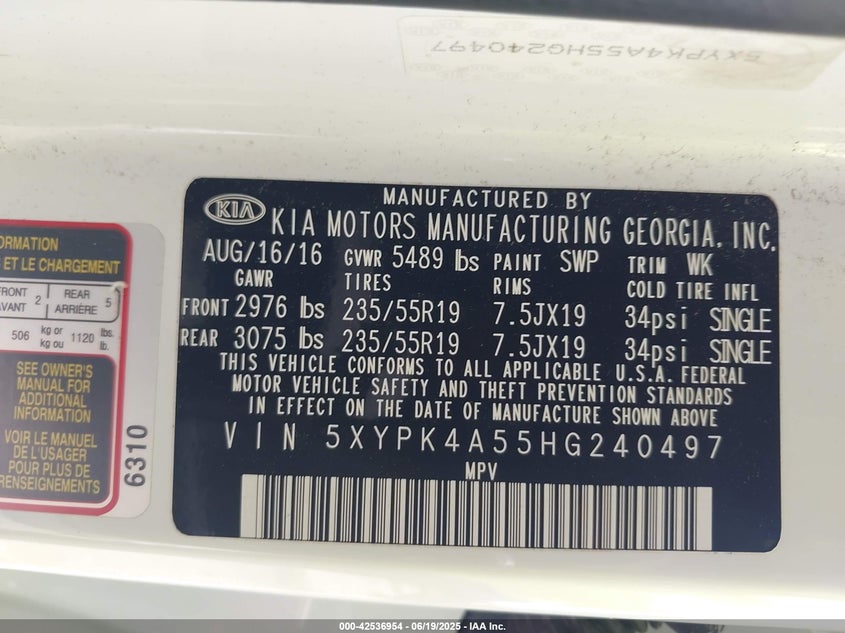 5XYPK4A55HG240497
MANUFACTURED BY
KIA KIA MOTORS MANUFACTURING GEORGIA, INC.
AUG/16/16 GVWR 5489 lbs PAINT SWP TRIM WK
GAWR TIRES RIMS COLD TIRE INFL
FRONT 2976 lbs 235/55R19 7.5JX19 34psi SINGLE
REAR 3075 lbs 235/55R19 7.5JX19 34psi SINGLE
THIS VEHICLE CONFORMS TO ALL APPLICABLE U.S.A. FEDERAL
MOTOR VEHICLE SAFETY AND THEFT PREVENTION STANDARDS
IN EFFECT ON THE DATE OF MANUFACTURE SHOWN ABOVE
VIN 5XYPK4A55HG240497
MPV
ET LE CHARGEMENT
FRONT 2 REAR 5
ARRIÈRE
506 kg or 1120 lbs.
kg ou lb.
SEE OWNER'S
MANUAL FOR
ADDITIONAL
INFORMATION
VOIR LE MANUEL
DE L'USAGER
POUR PLUS DE
RENSEIGNEMENTS
6310
000-42536954 - 06/19/2025 - IAA Inc.